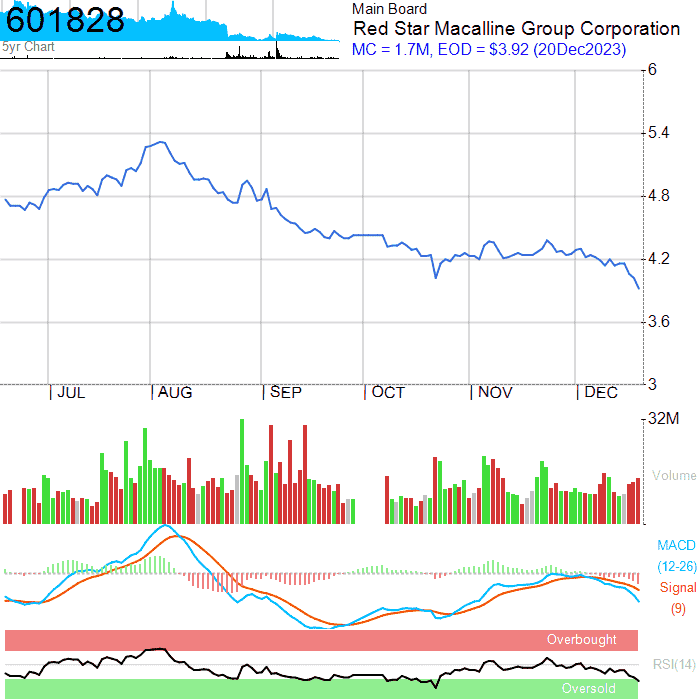 601828
5yr Chart
Main Board
Red Star Macalline Group Corporation
MC = 1.7M, EOD = $3.92 (20Dec2023)
6
5.4
4.8
4.2
3.6
3
JUL AUG SEP OCT NOV DEC
32M
Volume
MACD
(12-26)
Signal
(9)
Overbought
RSI(14)
Oversold